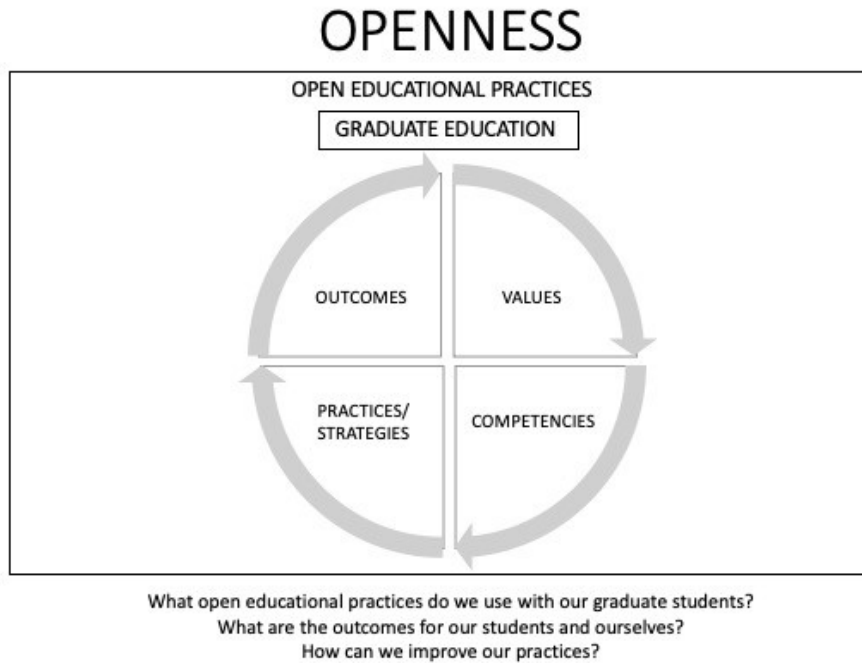 OPENNESS
OPEN EDUCATIONAL PRACTICES
GRADUATE EDUCATION
OUTCOMES
VALUES
PRACTICES/
STRATEGIES
COMPETENCIES
What open educational practices do we use with our graduate students?
What are the outcomes for our students and ourselves?
How can we improve our practices?